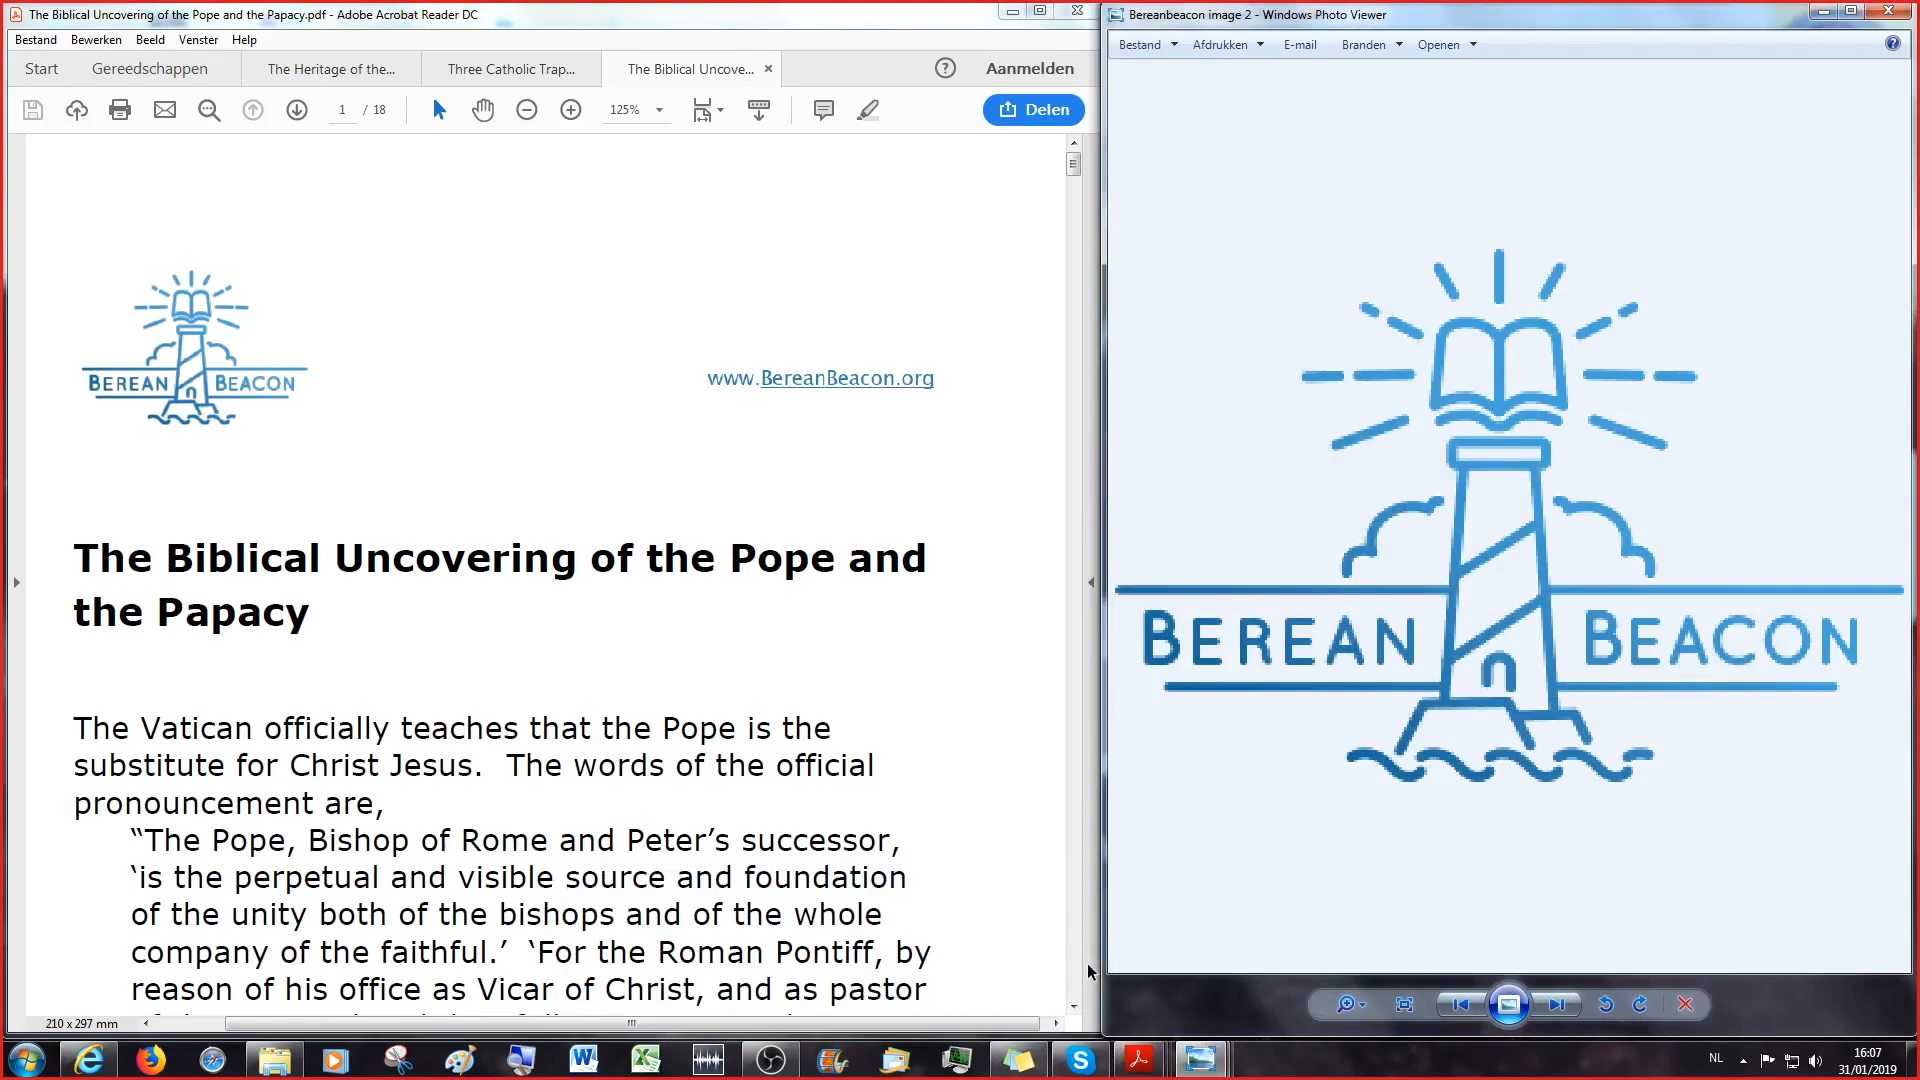 The Biblical Uncovering of the Pope and the Papacy.pdf - Adobe Acrobat Reader DC
Bestand Bewerken Beeld Venster Help
Start Gereedschappen The Heritage of the... Three Catholic Trap... The Biblical Uncove... Aanmelden
1 / 18 125% Delen
BEREAN BEACON
www.BereanBeacon.org
The Biblical Uncovering of the Pope and
the Papacy
The Vatican officially teaches that the Pope is the
substitute for Christ Jesus. The words of the official
pronouncement are,
“The Pope, Bishop of Rome and Peter’s successor,
‘is the perpetual and visible source and foundation
of the unity both of the bishops and of the whole
company of the faithful.’ ‘For the Roman Pontiff, by
reason of his office as Vicar of Christ, and as pastor
210 x 297 mm
Bereanbeacon image 2 - Windows Photo Viewer
Bestand Afdrukken E-mail Branden Openen
BEREAN BEACON
NL
16:07
31/01/2019